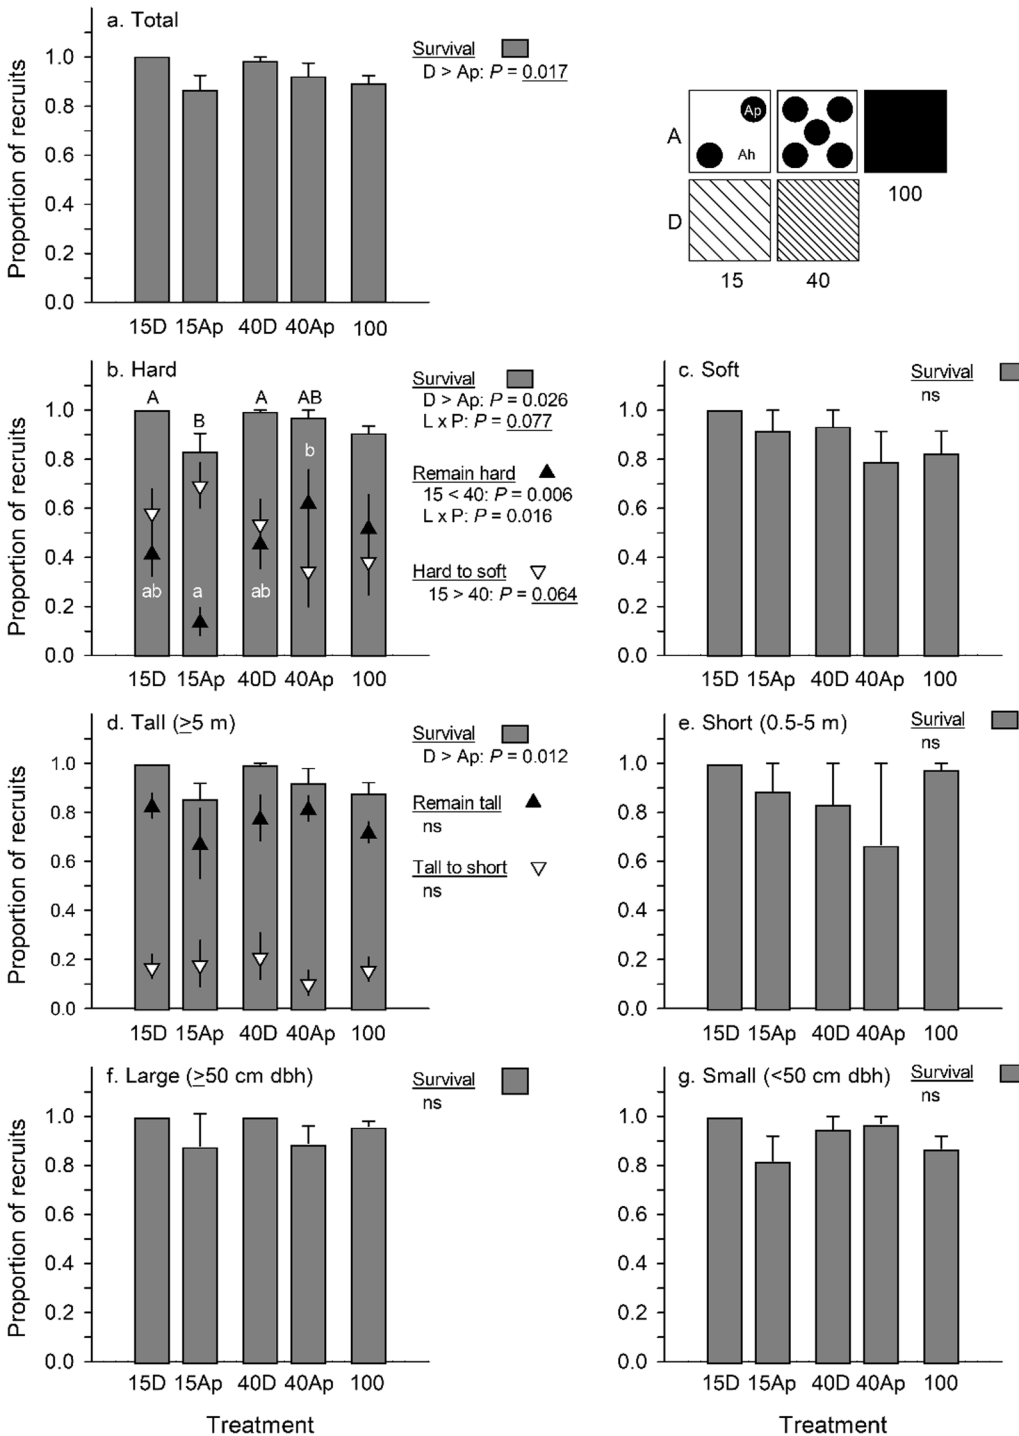 a. Total
Proportion of recruits
1.0
0.8
0.6
0.4
0.2
0.0
15D 15Ap 40D 40Ap 100
Survival
D > Ap: P = 0.017
A
Ap
Ah
100
D
15 40
b. Hard
Proportion of recruits
1.0
0.8
0.6
0.4
0.2
0.0
A B A AB
b
ab a ab
15D 15Ap 40D 40Ap 100
Survival
D > Ap: P = 0.026
L x P: P = 0.077
Remain hard
15 < 40: P = 0.006
L x P: P = 0.016
Hard to soft
15 > 40: P = 0.064
c. Soft
1.0
0.8
0.6
0.4
0.2
0.0
15D 15Ap 40D 40Ap 100
Survival
ns
d. Tall (≥5 m)
Proportion of recruits
1.0
0.8
0.6
0.4
0.2
0.0
15D 15Ap 40D 40Ap 100
Survival
D > Ap: P = 0.012
Remain tall
ns
Tall to short
ns
e. Short (0.5-5 m)
1.0
0.8
0.6
0.4
0.2
0.0
15D 15Ap 40D 40Ap 100
Surival
ns
f. Large (≥50 cm dbh)
Proportion of recruits
1.0
0.8
0.6
0.4
0.2
0.0
15D 15Ap 40D 40Ap 100
Treatment
Survival
ns
g. Small (<50 cm dbh)
1.0
0.8
0.6
0.4
0.2
0.0
15D 15Ap 40D 40Ap 100
Treatment
Survival
ns